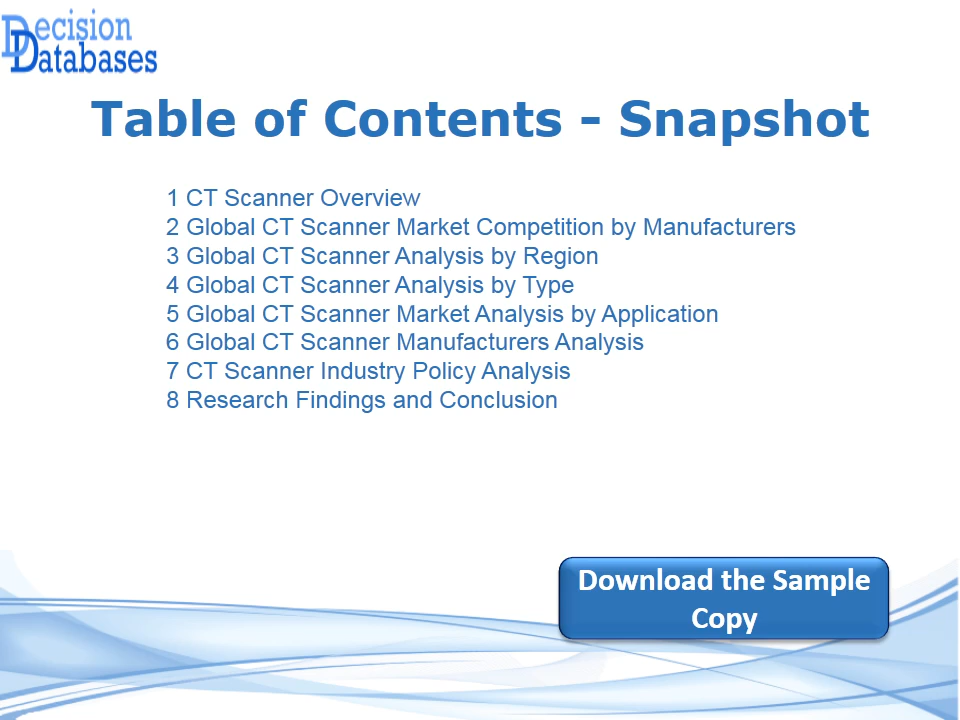 Decision
Databases
Table of Contents - Snapshot
1 CT Scanner Overview
2 Global CT Scanner Market Competition by Manufacturers
3 Global CT Scanner Analysis by Region
4 Global CT Scanner Analysis by Type
5 Global CT Scanner Market Analysis by Application
6 Global CT Scanner Manufacturers Analysis
7 CT Scanner Industry Policy Analysis
8 Research Findings and Conclusion
Download the Sample
Copy